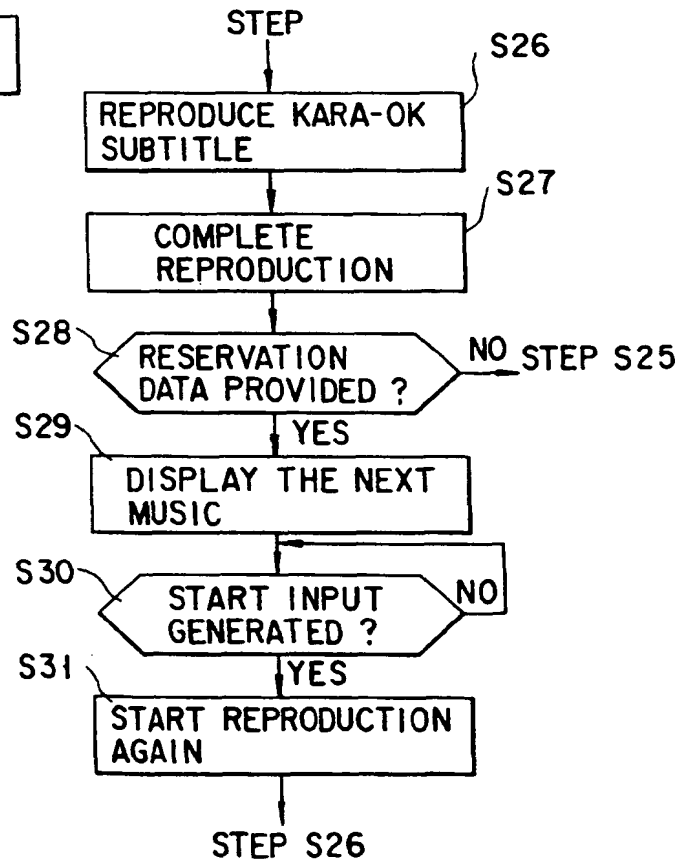 STEP
S26
REPRODUCE KARA-OK
SUBTITLE
S27
COMPLETE
REPRODUCTION
S28
RESERVATION
DATA PROVIDED ?
NO
STEP S25
YES
S29
DISPLAY THE NEXT
MUSIC
S30
START INPUT
GENERATED ?
NO
YES
S31
START REPRODUCTION
AGAIN
STEP S26